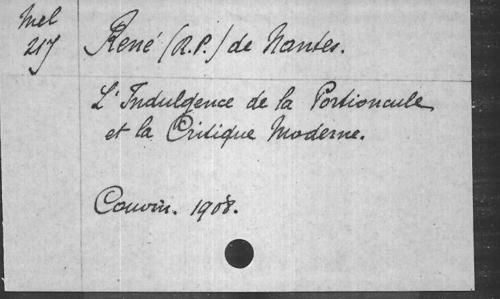 Mel
217
René (R.P.) de Nantes.
L'Indulgence de la Portioncule
et la Critique Moderne.
Couvin. 1908.